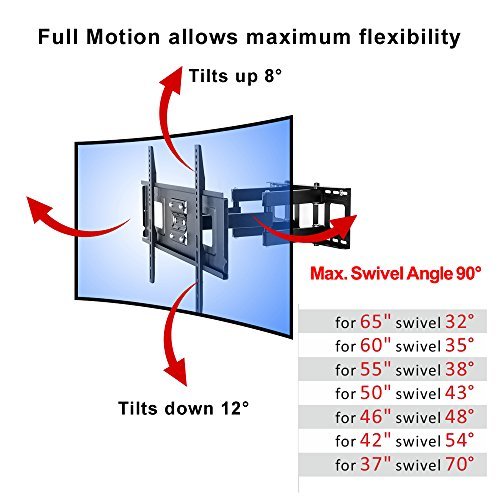 Full Motion allows maximum flexibility
Tilts up 8°
Max. Swivel Angle 90°
for 65" swivel 32°
for 60" swivel 35°
for 55" swivel 38°
for 50" swivel 43°
for 46" swivel 48°
for 42" swivel 54°
for 37" swivel 70°
Tilts down 12°